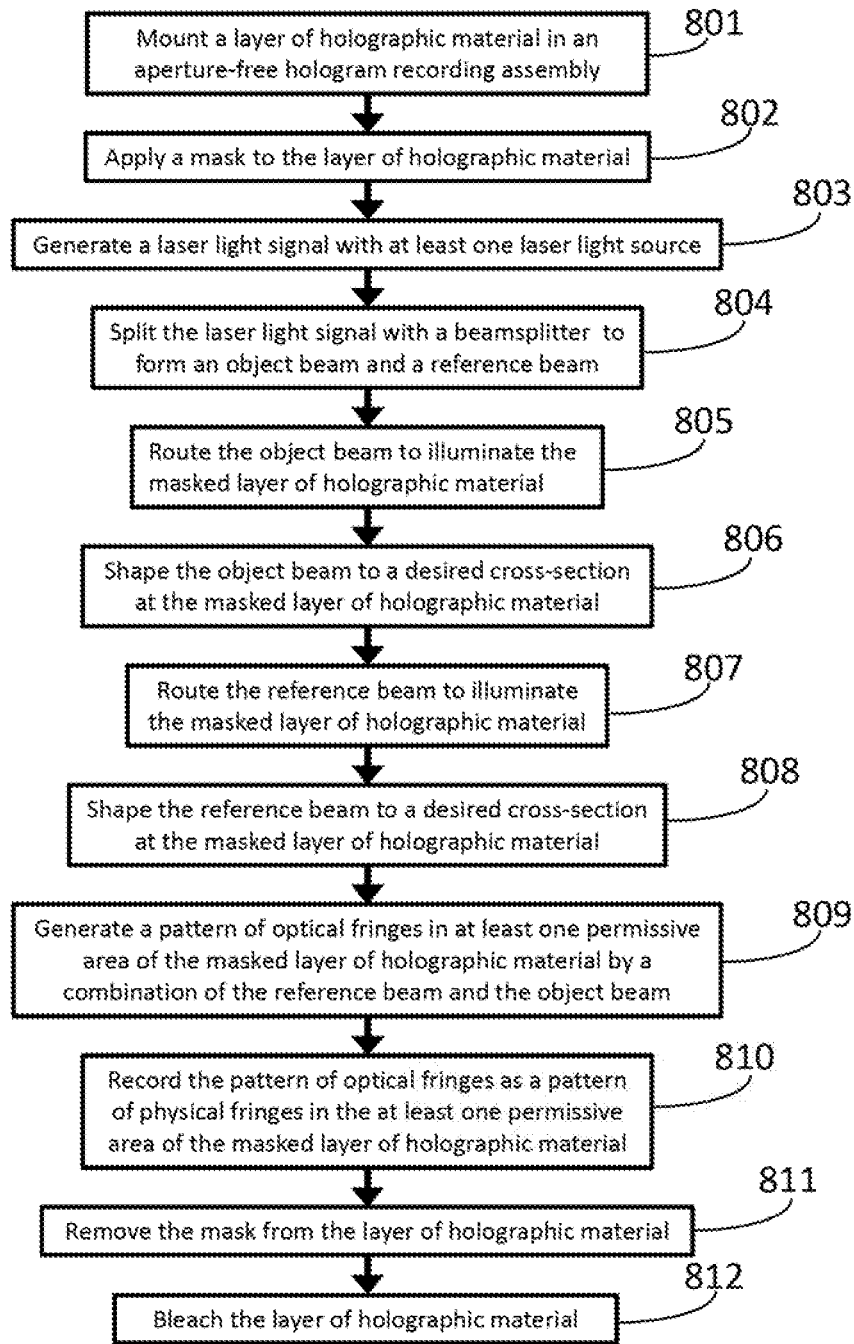 Mount a layer of holographic material in an
aperture-free hologram recording assembly
801
Apply a mask to the layer of holographic material
802
Generate a laser light signal with at least one laser light source
803
Split the laser light signal with a beamsplitter to
form an object beam and a reference beam
804
Route the object beam to illuminate the
masked layer of holographic material
805
Shape the object beam to a desired cross-section
at the masked layer of holographic material
806
Route the reference beam to illuminate
the masked layer of holographic material
807
Shape the reference beam to a desired cross-section
at the masked layer of holographic material
808
Generate a pattern of optical fringes in at least one permissive
area of the masked layer of holographic material by a
combination of the reference beam and the object beam
809
Record the pattern of optical fringes as a pattern
of physical fringes in the at least one permissive
area of the masked layer of holographic material
810
Remove the mask from the layer of holographic material
811
Bleach the layer of holographic material
812